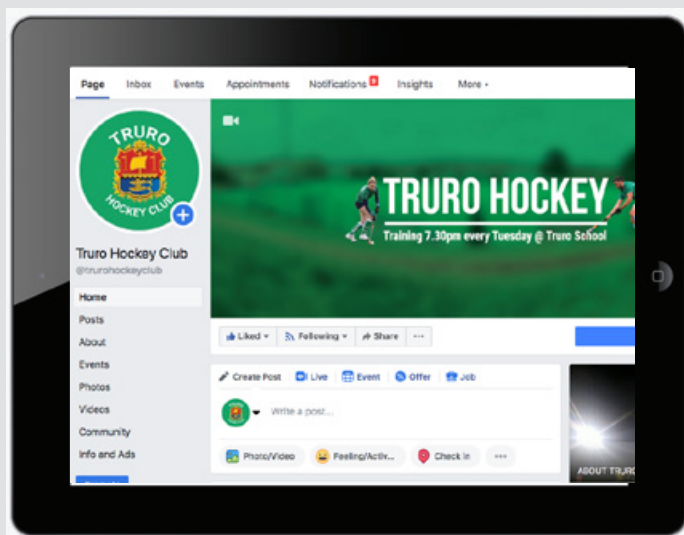 Page Inbox Events Appointments Notifications 9 Insights More
TRURO
HOCKEY CLUB
TRURO HOCKEY
Training 7.30pm every Tuesday @ Truro School
Truro Hockey Club
@trurohockeyclub
Home
Posts
About
Events
Photos
Videos
Community
Info and Ads
Liked Following Share ...
Create Post Live Event Offer Job
Write a post...
Photo/Video Feeling/Activ... Check in ...
ABOUT TRURO